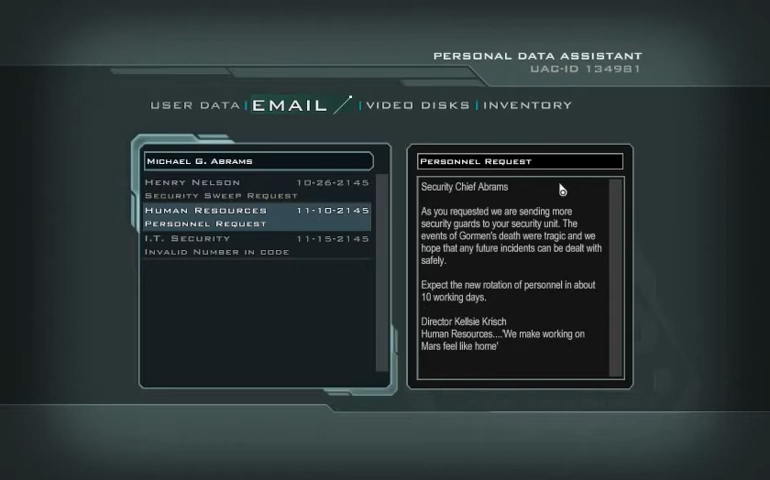 PERSONAL DATA ASSISTANT
UAC-ID 134981
USER DATA EMAIL VIDEO DISKS INVENTORY
MICHAEL G. ABRAMS
HENRY NELSON 10-26-2145
SECURITY SWEEP REQUEST
HUMAN RESOURCES 11-10-2145
PERSONNEL REQUEST
I.T. SECURITY 11-15-2145
INVALID NUMBER IN CODE
PERSONNEL REQUEST
Security Chief Abrams
As you requested we are sending more
security guards to your security unit. The
events of Gormen's death were tragic and we
hope that any future incidents can be dealt with
safely.
Expect the new rotation of personnel in about
10 working days.
Director Kellsie Krisch
Human Resources....'We make working on
Mars feel like home'